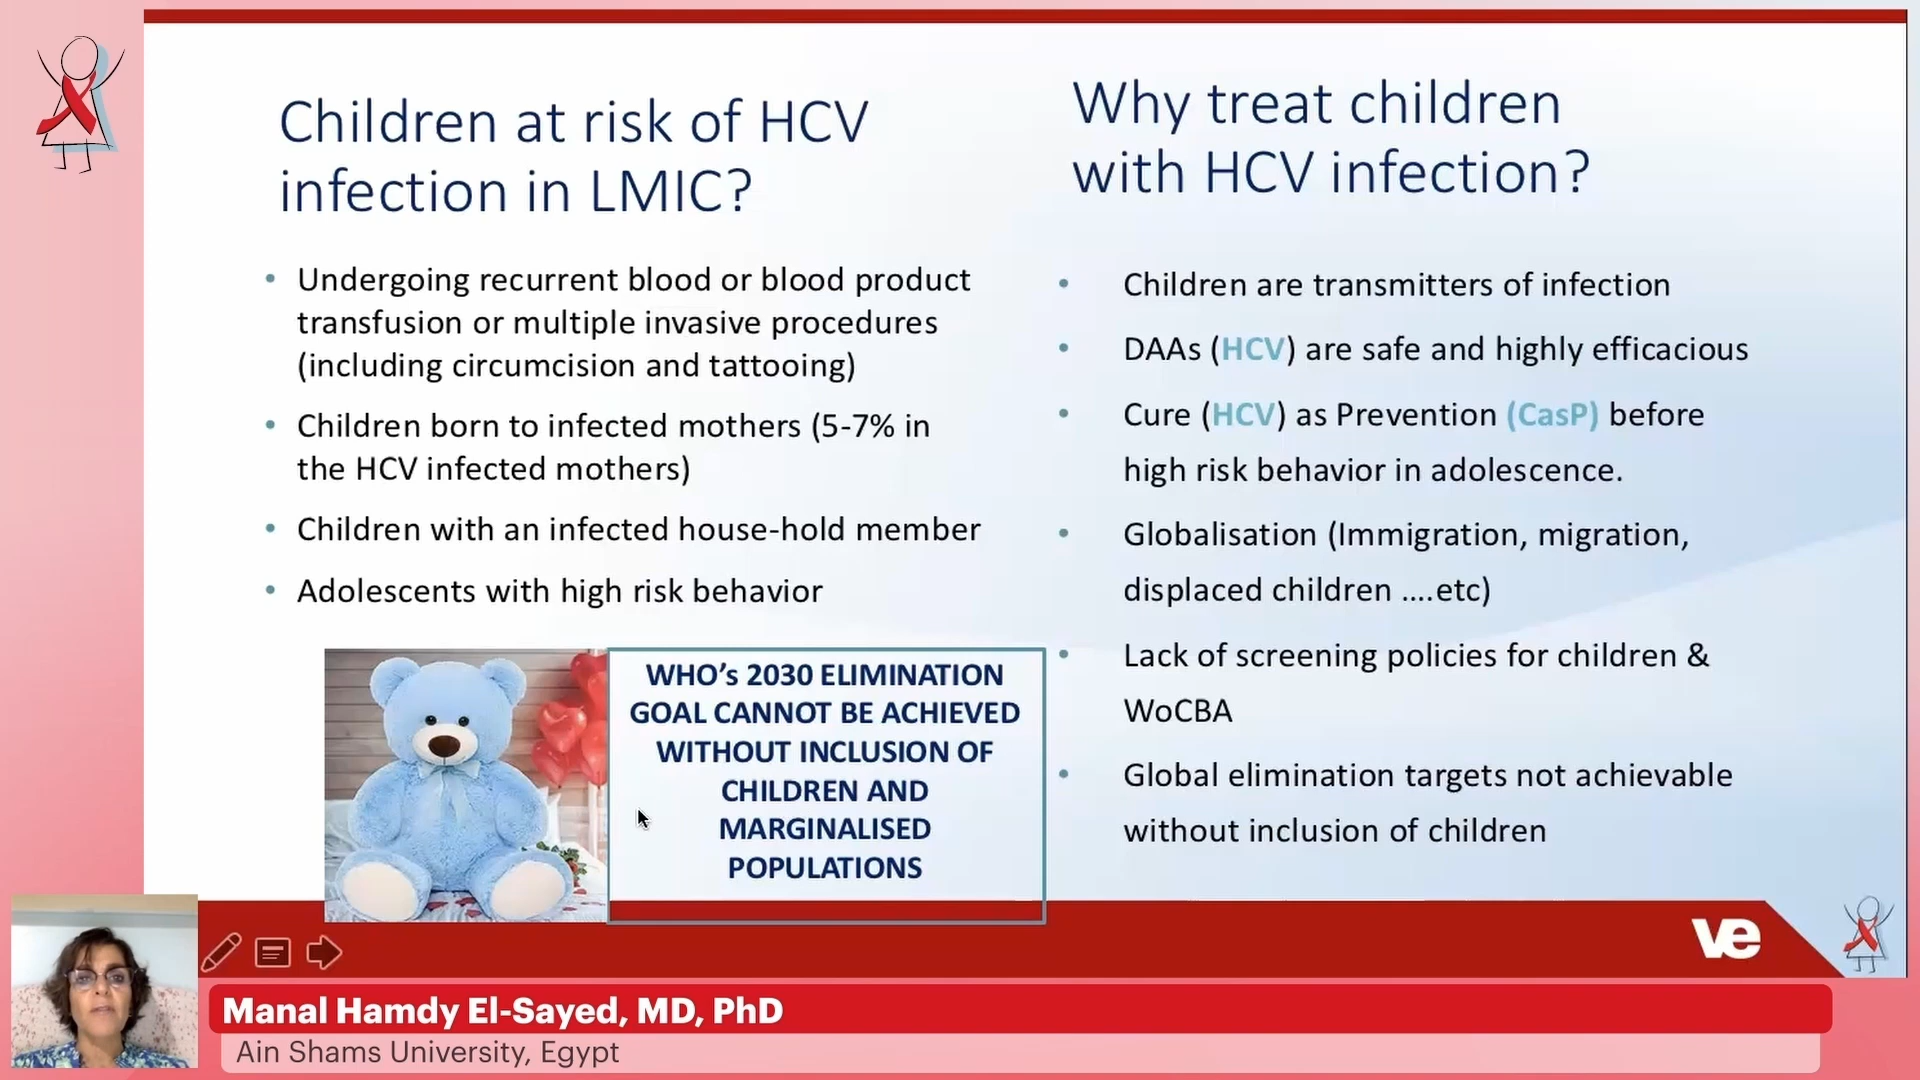 Children at risk of HCV
infection in LMIC?
• Undergoing recurrent blood or blood product
transfusion or multiple invasive procedures
(including circumcision and tattooing)
• Children born to infected mothers (5-7% in
the HCV infected mothers)
• Children with an infected house-hold member
• Adolescents with high risk behavior
WHO’s 2030 ELIMINATION
GOAL CANNOT BE ACHIEVED
WITHOUT INCLUSION OF
CHILDREN AND
MARGINALISED
POPULATIONS
Why treat children
with HCV infection?
• Children are transmitters of infection
• DAAs (HCV) are safe and highly efficacious
• Cure (HCV) as Prevention (CasP) before
high risk behavior in adolescence.
• Globalisation (Immigration, migration,
displaced children ....etc)
• Lack of screening policies for children &
WoCBA
• Global elimination targets not achievable
without inclusion of children
ve
Manal Hamdy El-Sayed, MD, PhD
Ain Shams University, Egypt